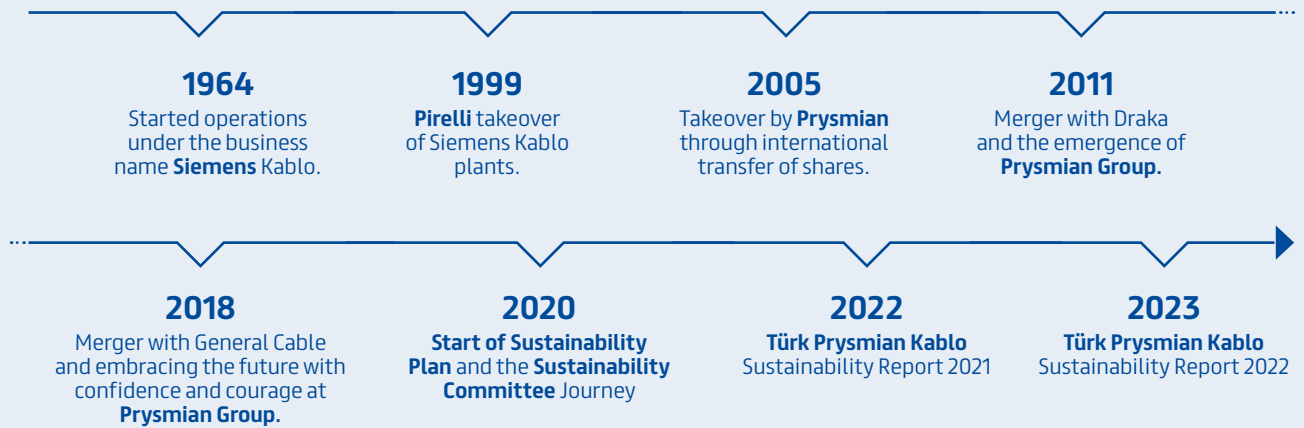 1964
Started operations
under the business
name Siemens Kablo.
1999
Pirelli takeover
of Siemens Kablo
plants.
2005
Takeover by Prysmian
through international
transfer of shares.
2011
Merger with Draka
and the emergence of
Prysmian Group.
2018
Merger with General Cable
and embracing the future with
confidence and courage at
Prysmian Group.
2020
Start of Sustainability
Plan and the Sustainability
Committee Journey
2022
Türk Prysmian Kablo
Sustainability Report 2021
2023
Türk Prysmian Kablo
Sustainability Report 2022